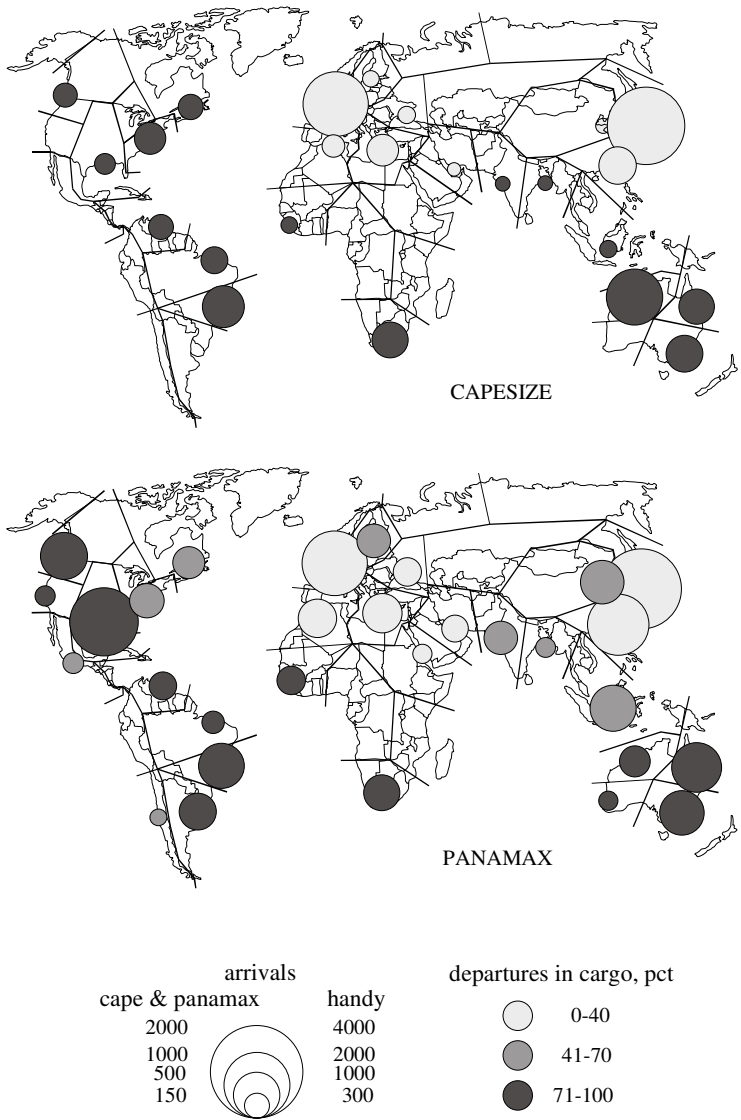 CAPESIZE
PANAMAX
arrivals
cape & panamax handy
2000 4000
1000 2000
500 1000
150 300
departures in cargo, pct
0-40
41-70
71-100